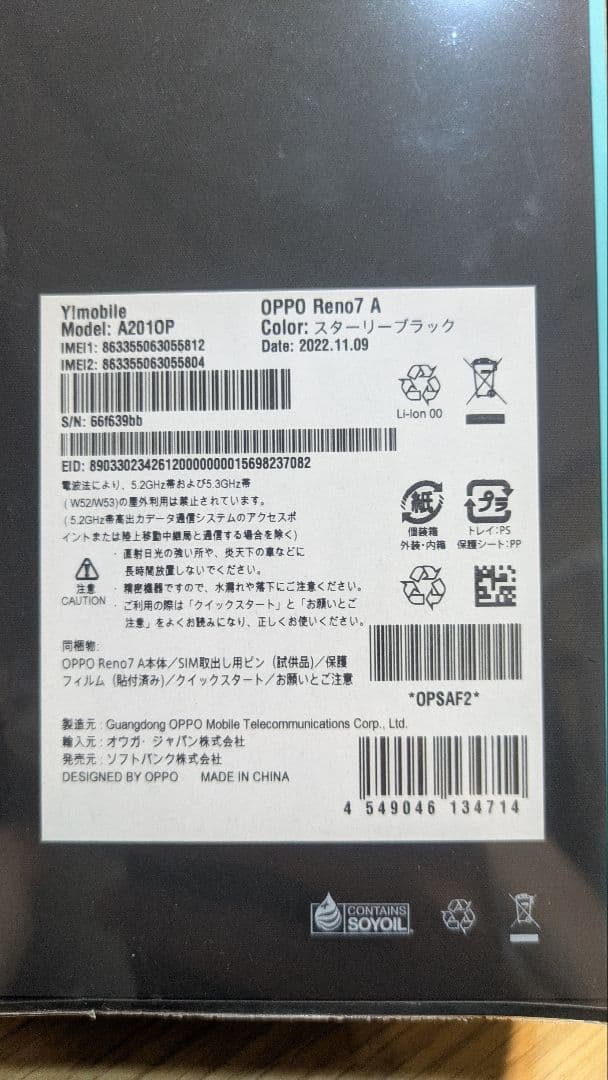 Y!mobile
OPPO Reno7 A
Model: A201OP
Color: スターリーブラック
IMEI1: 863355063055812
Date: 2022.11.09
IMEI2: 863355063055804
Li-Ion 00
S/N: 66f639bb
EID: 89033023426120000000015698237082
電波法により、5.2GHz帯および5.3GHz帯
(W52/W53)の屋外利用は禁止されています。
(5.2GHz帯高出力データ通信システムのアクセスポ
イントまたは陸上移動中継局と通信する場合を除く)
紙
個装箱
外装・内箱
プラ
トレイ:PS
保護シート:PP
注意
CAUTION
・直射日光の強い所や、炎天下の車などに
長時間放置しないでください。
・精密機器ですので、水濡れや落下にご注意ください。
・ご利用の際は「クイックスタート」と「お願いとご
注意」をよくお読みになり、正しくお使いください。
同梱物:
OPPO Reno7 A本体/SIM取出し用ピン(試供品)/保護
フィルム(貼付済み)/クイックスタート/お願いとご注意
*OPSAF2*
製造元:Guangdong OPPO Mobile Telecommunications Corp., Ltd.
輸入元:オウガ・ジャパン株式会社
発売元:ソフトバンク株式会社
DESIGNED BY OPPO MADE IN CHINA
4 549046 134714
CONTAINS
SOYOIL